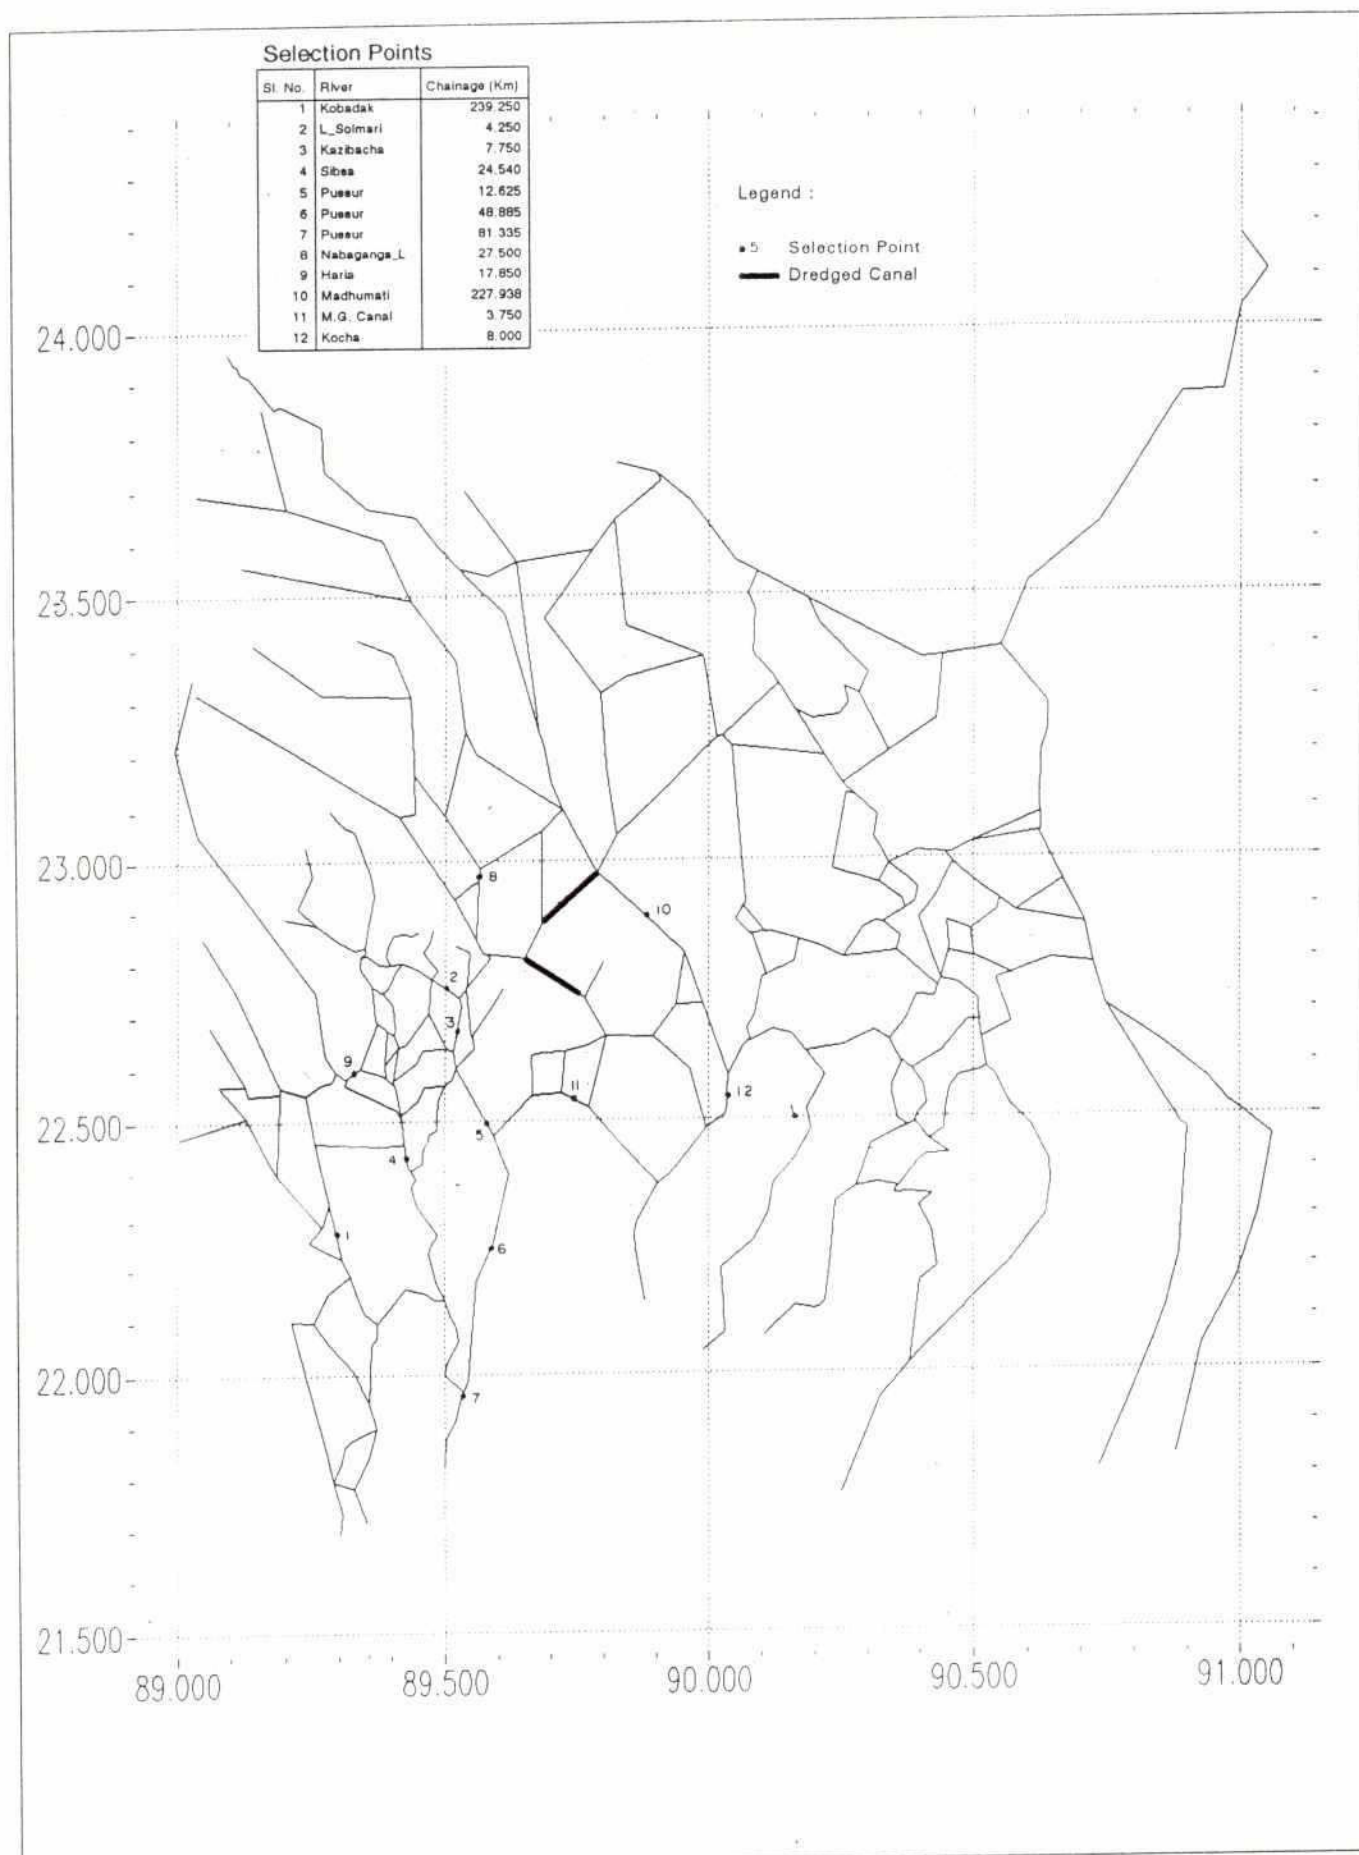 Selection Points
Sl. No. River Chainage (Km)
1 Kobadak 239.250
2 L_Solmari 4.250
3 Kazibacha 7.750
4 Sibsa 24.540
5 Pussur 12.625
6 Pussur 48.885
7 Pussur 81.335
8 Nabaganga_L 27.500
9 Haria 17.850
10 Madhumati 227.938
11 M.G. Canal 3.750
12 Kocha 8.000
Legend :
5 Selection Point
Dredged Canal
24.000
23.500
23.000
8
10
2
3
9
11
12
22.500
5
4
1
6
22.000
7
21.500
89.000 89.500 90.000 90.500 91.000